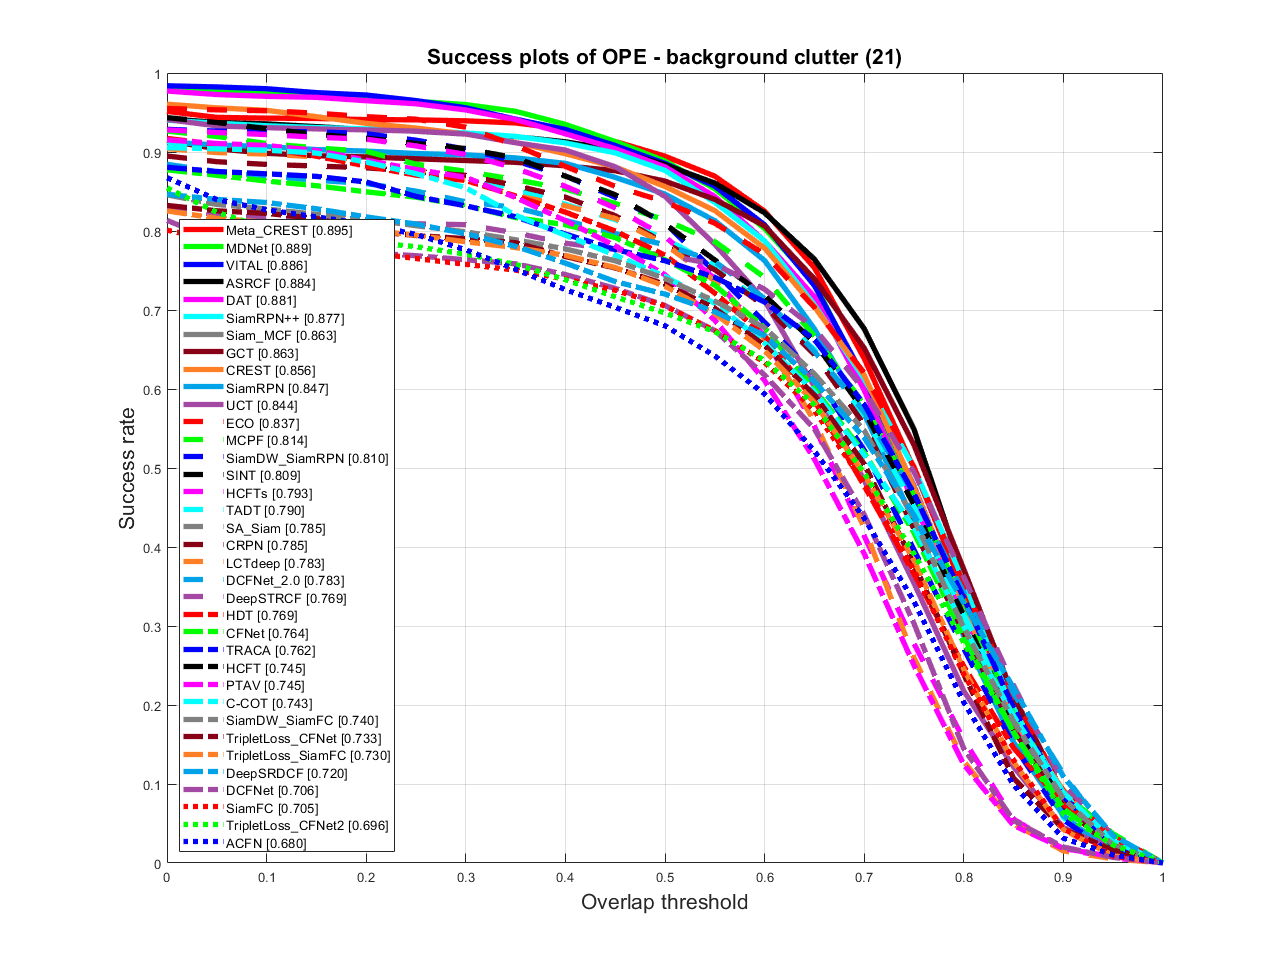 Success plots of OPE - background clutter (21)
1
0.9
0.8
0.7
0.6
0.5
0.4
0.3
0.2
0.1
0
Success rate
Meta_CREST [0.895]
MDNet [0.889]
VITAL [0.886]
ASRCF [0.884]
DAT [0.881]
SiamRPN++ [0.877]
Siam_MCF [0.863]
GCT [0.863]
CREST [0.856]
SiamRPN [0.847]
UCT [0.844]
ECO [0.837]
MCPF [0.814]
SiamDW_SiamRPN [0.810]
SINT [0.809]
HCFTs [0.793]
TADT [0.790]
SA_Siam [0.785]
CRPN [0.785]
LCTdeep [0.783]
DCFNet_2.0 [0.783]
DeepSTRCF [0.769]
HDT [0.769]
CFNet [0.764]
TRACA [0.762]
HCFT [0.745]
PTAV [0.745]
C-COT [0.743]
SiamDW_SiamFC [0.740]
TripletLoss_CFNet [0.733]
TripletLoss_SiamFC [0.730]
DeepSRDCF [0.720]
DCFNet [0.706]
SiamFC [0.705]
TripletLoss_CFNet2 [0.696]
ACFN [0.680]
0 0.1 0.2 0.3 0.4 0.5 0.6 0.7 0.8 0.9 1
Overlap threshold